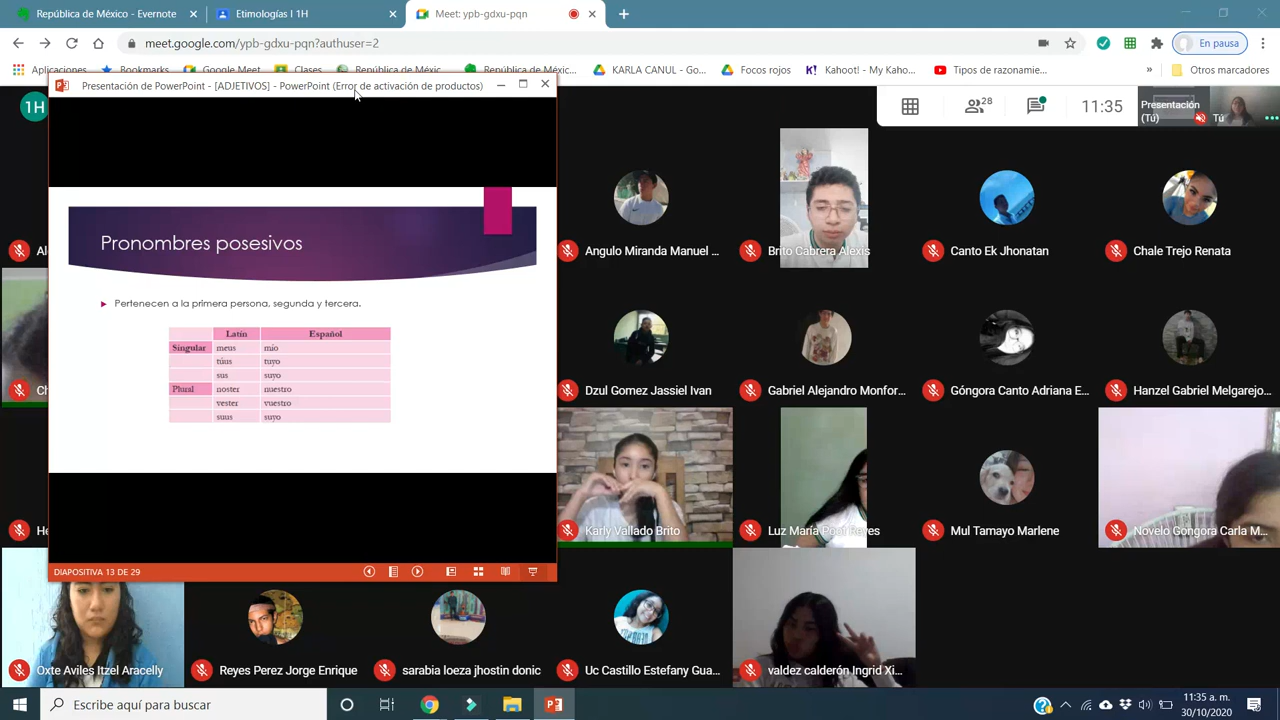 República de México - Evernote
Etimologías I 1H
Meet: ypb-gdxu-pqn
meet.google.com/ypb-gdxu-pqn?authuser=2
En pausa
Aplicaciones
Bookmarks
Google Meet
Clases
República de Méxic...
República de Méxic...
KARLA CANUL - Go...
Focos rojos
Kahoot! - My Kahoo...
Tipos de razonamie...
»
Otros marcadores
Presentación de PowerPoint - [ADJETIVOS] - PowerPoint (Error de activación de productos)
1H
28
11:35
Presentación
(Tú)
Tú
Pronombres posesivos
Pertenecen a la primera persona, segunda y tercera.
Latín Español
Singular meus mío
túus tuyo
sus suyo
Plural noster nuestro
vester vuestro
suus suyo
DIAPOSITIVA 13 DE 29
Angulo Miranda Manuel ...
Brito Cabrera Alexis
Canto Ek Jhonatan
Chale Trejo Renata
Dzul Gomez Jassiel Ivan
Gabriel Alejandro Monfor...
Góngora Canto Adriana E...
Hanzel Gabriel Melgarejo...
Karly Vallado Brito
Luz María Poot Reyes
Mul Tamayo Marlene
Novelo Gongora Carla M...
Oxte Aviles Itzel Aracelly
Reyes Perez Jorge Enrique
sarabia loeza jhostin donic
Uc Castillo Estefany Gua...
valdez calderón Ingrid Xi...
Escribe aquí para buscar
11:35 a. m.
30/10/2020